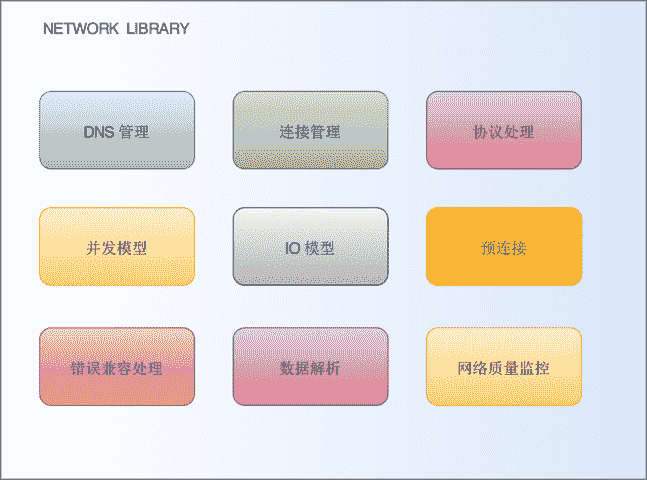 NETWORK LIBRARY
DNS 管理
连接管理
协议处理
并发模型
IO 模型
预连接
错误兼容处理
数据解析
网络质量监控